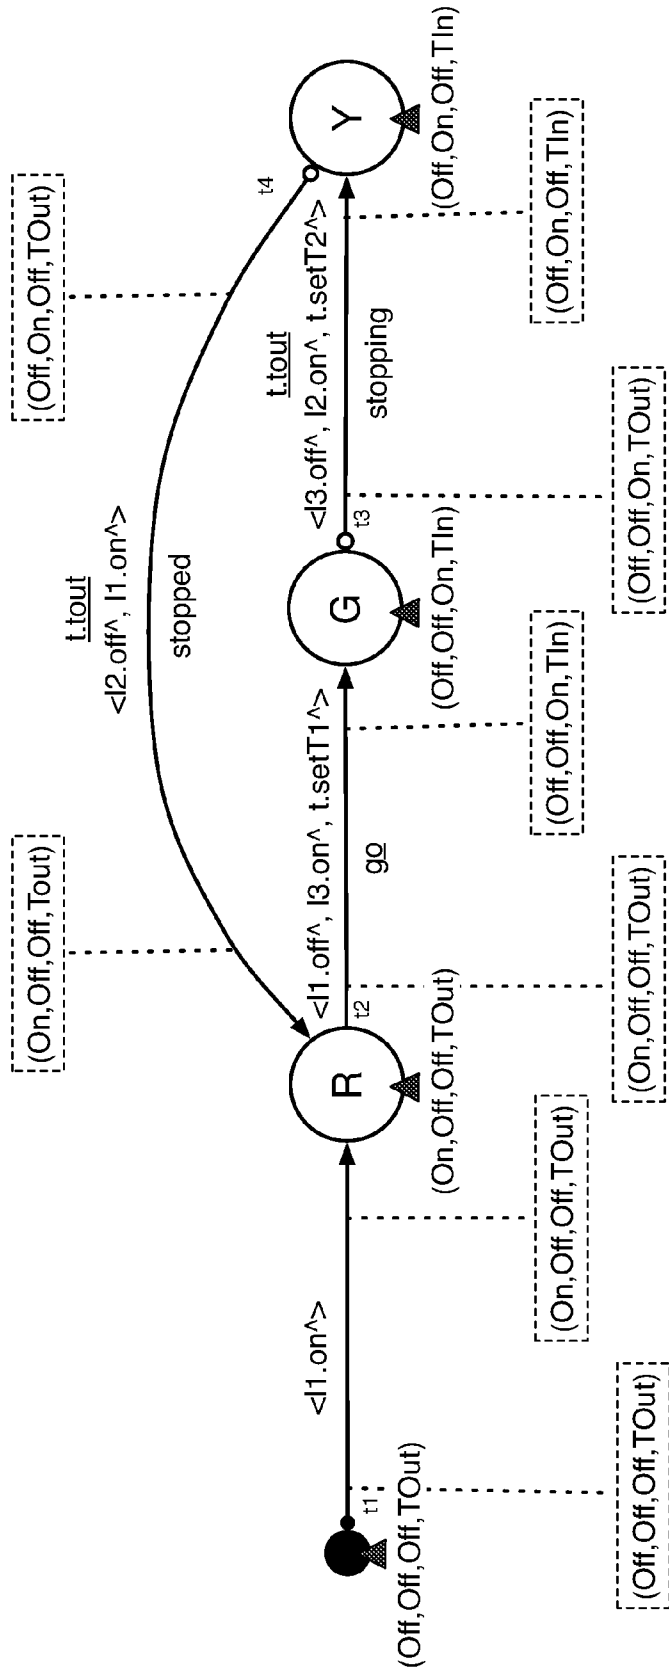 (On,Off,Off,Tout)
(Off,On,Off,TOut)
t.tout
<l2.off^, l1.on^>
stopped
t4
<l1.on^>
t1
(Off,Off,Off,TOut)
R
(On,Off,Off,TOut)
<l1.off^, l3.on^, t.setT1^>
t2
go
G
(Off,Off,On,TIn)
t.tout
<l3.off^, l2.on^, t.setT2^>
t3
stopping
Y
(Off,On,Off,TIn)
(Off,Off,Off,TOut)
(On,Off,Off,TOut)
(On,Off,Off,TOut)
(Off,Off,On,TIn)
(Off,Off,On,TOut)
(Off,On,Off,TIn)